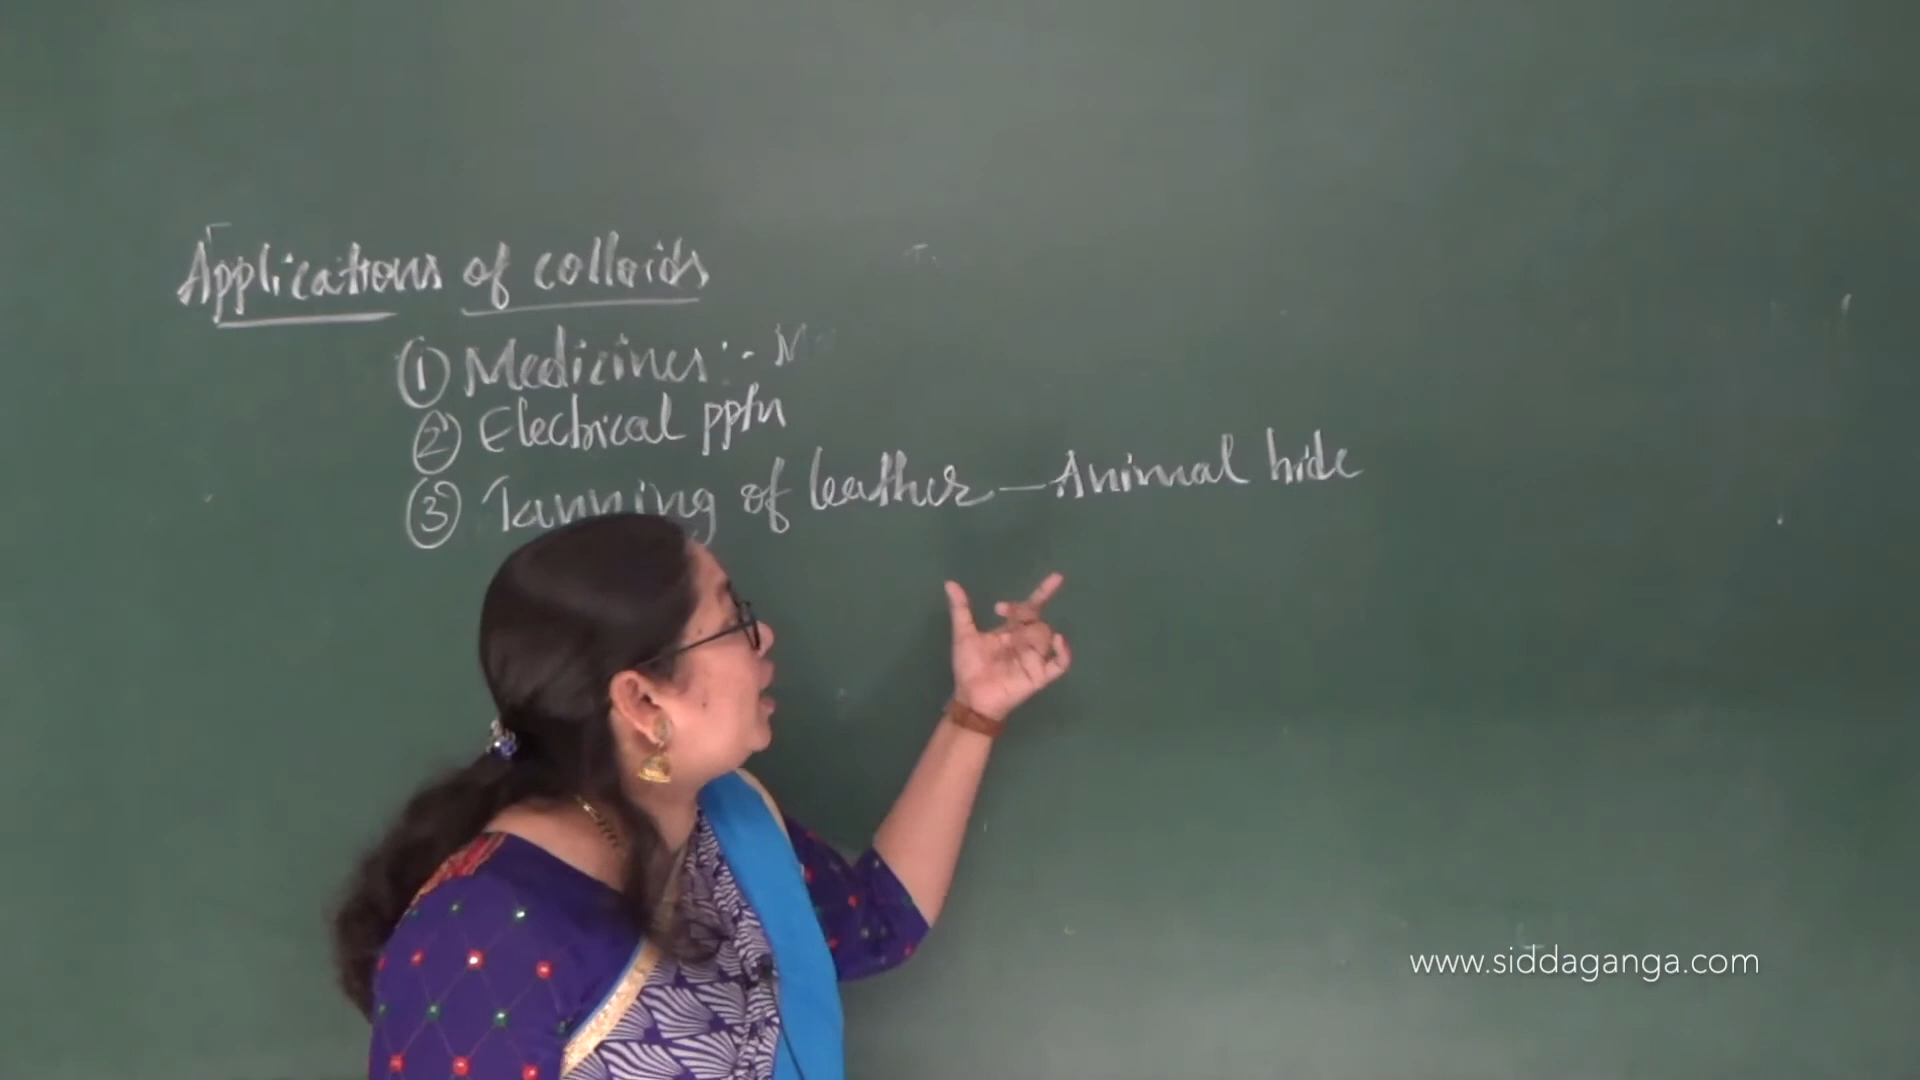 Applications of colloids
① Medicines :- M
② Electrical pptn
③ Tanning of leather — Animal hide
www.siddaganga.com